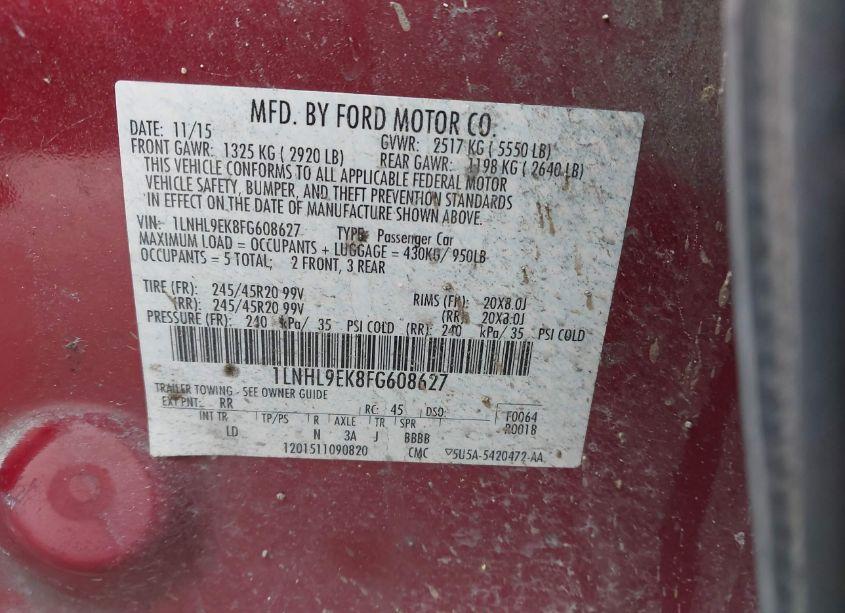 MFD. BY FORD MOTOR CO.
DATE: 11/15 GVWR: 2517 KG ( 5550 LB)
FRONT GAWR: 1325 KG ( 2920 LB) REAR GAWR: 1198 KG ( 2640 LB)
THIS VEHICLE CONFORMS TO ALL APPLICABLE FEDERAL MOTOR
VEHICLE SAFETY, BUMPER, AND THEFT PREVENTION STANDARDS
IN EFFECT ON THE DATE OF MANUFACTURE SHOWN ABOVE.
VIN: 1LNHL9EK8FG608627 TYPE: Passenger Car
MAXIMUM LOAD = OCCUPANTS + LUGGAGE = 430KG/ 950LB
OCCUPANTS = 5 TOTAL; 2 FRONT, 3 REAR
TIRE (FR): 245/45R20 99V RIMS (FR): 20X8.0J
(RR): 245/45R20 99V (RR): 20X8.0J
PRESSURE (FR): 240 kPa/ 35 PSI COLD (RR): 240 kPa/ 35 PSI COLD
1LNHL9EK8FG608627
TRAILER TOWING - SEE OWNER GUIDE
EXT PNT: RR RC: 45 DSO: F0064
INT TR TP/PS R AXLE TR SPR R0018
LD N 3A J BBBB
1201511090820 CMC ▽5U5A-5420472-AA